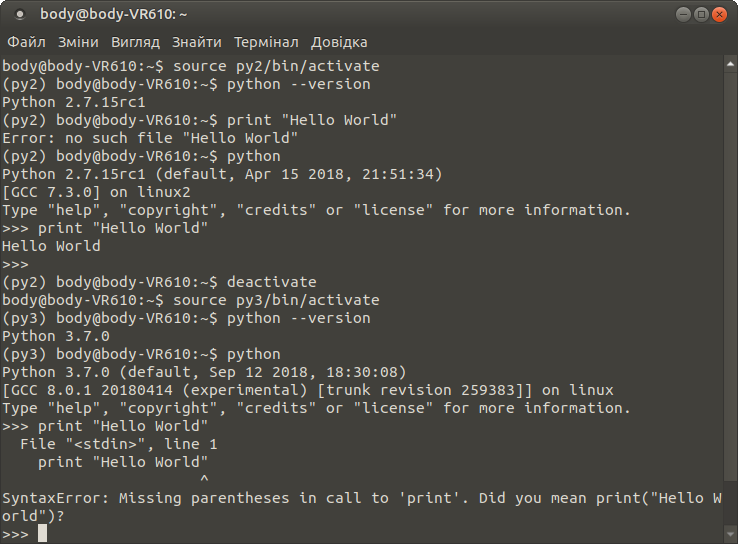 body@body-VR610: ~
Файл Зміни Вигляд Знайти Термінал Довідка
body@body-VR610:~$ source py2/bin/activate
(py2) body@body-VR610:~$ python --version
Python 2.7.15rc1
(py2) body@body-VR610:~$ print "Hello World"
Error: no such file "Hello World"
(py2) body@body-VR610:~$ python
Python 2.7.15rc1 (default, Apr 15 2018, 21:51:34)
[GCC 7.3.0] on linux2
Type "help", "copyright", "credits" or "license" for more information.
>>> print "Hello World"
Hello World
>>>
(py2) body@body-VR610:~$ deactivate
body@body-VR610:~$ source py3/bin/activate
(py3) body@body-VR610:~$ python --version
Python 3.7.0
(py3) body@body-VR610:~$ python
Python 3.7.0 (default, Sep 12 2018, 18:30:08)
[GCC 8.0.1 20180414 (experimental) [trunk revision 259383]] on linux
Type "help", "copyright", "credits" or "license" for more information.
>>> print "Hello World"
  File "<stdin>", line 1
    print "Hello World"
                      ^
SyntaxError: Missing parentheses in call to 'print'. Did you mean print("Hello W
orld")?
>>>